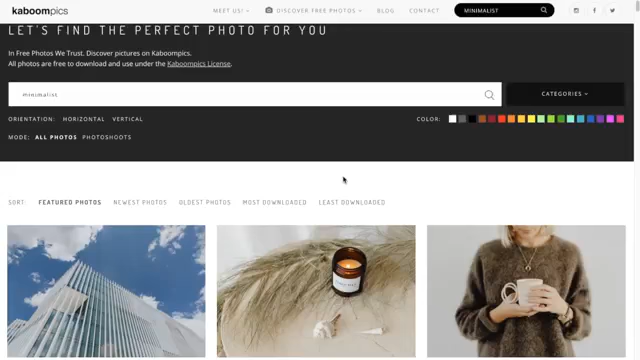 kaboompics
MEET US! DISCOVER FREE PHOTOS BLOG CONTACT MINIMALIST
LET'S FIND THE PERFECT PHOTO FOR YOU
In Free Photos We Trust. Discover pictures on Kaboompics.
All photos are free to download and use under the Kaboompics License.
minimalist
CATEGORIES
ORIENTATION: HORIZONTAL VERTICAL COLOR:
MODE: ALL PHOTOS PHOTOSHOOTS
SORT: FEATURED PHOTOS NEWEST PHOTOS OLDEST PHOTOS MOST DOWNLOADED LEAST DOWNLOADED